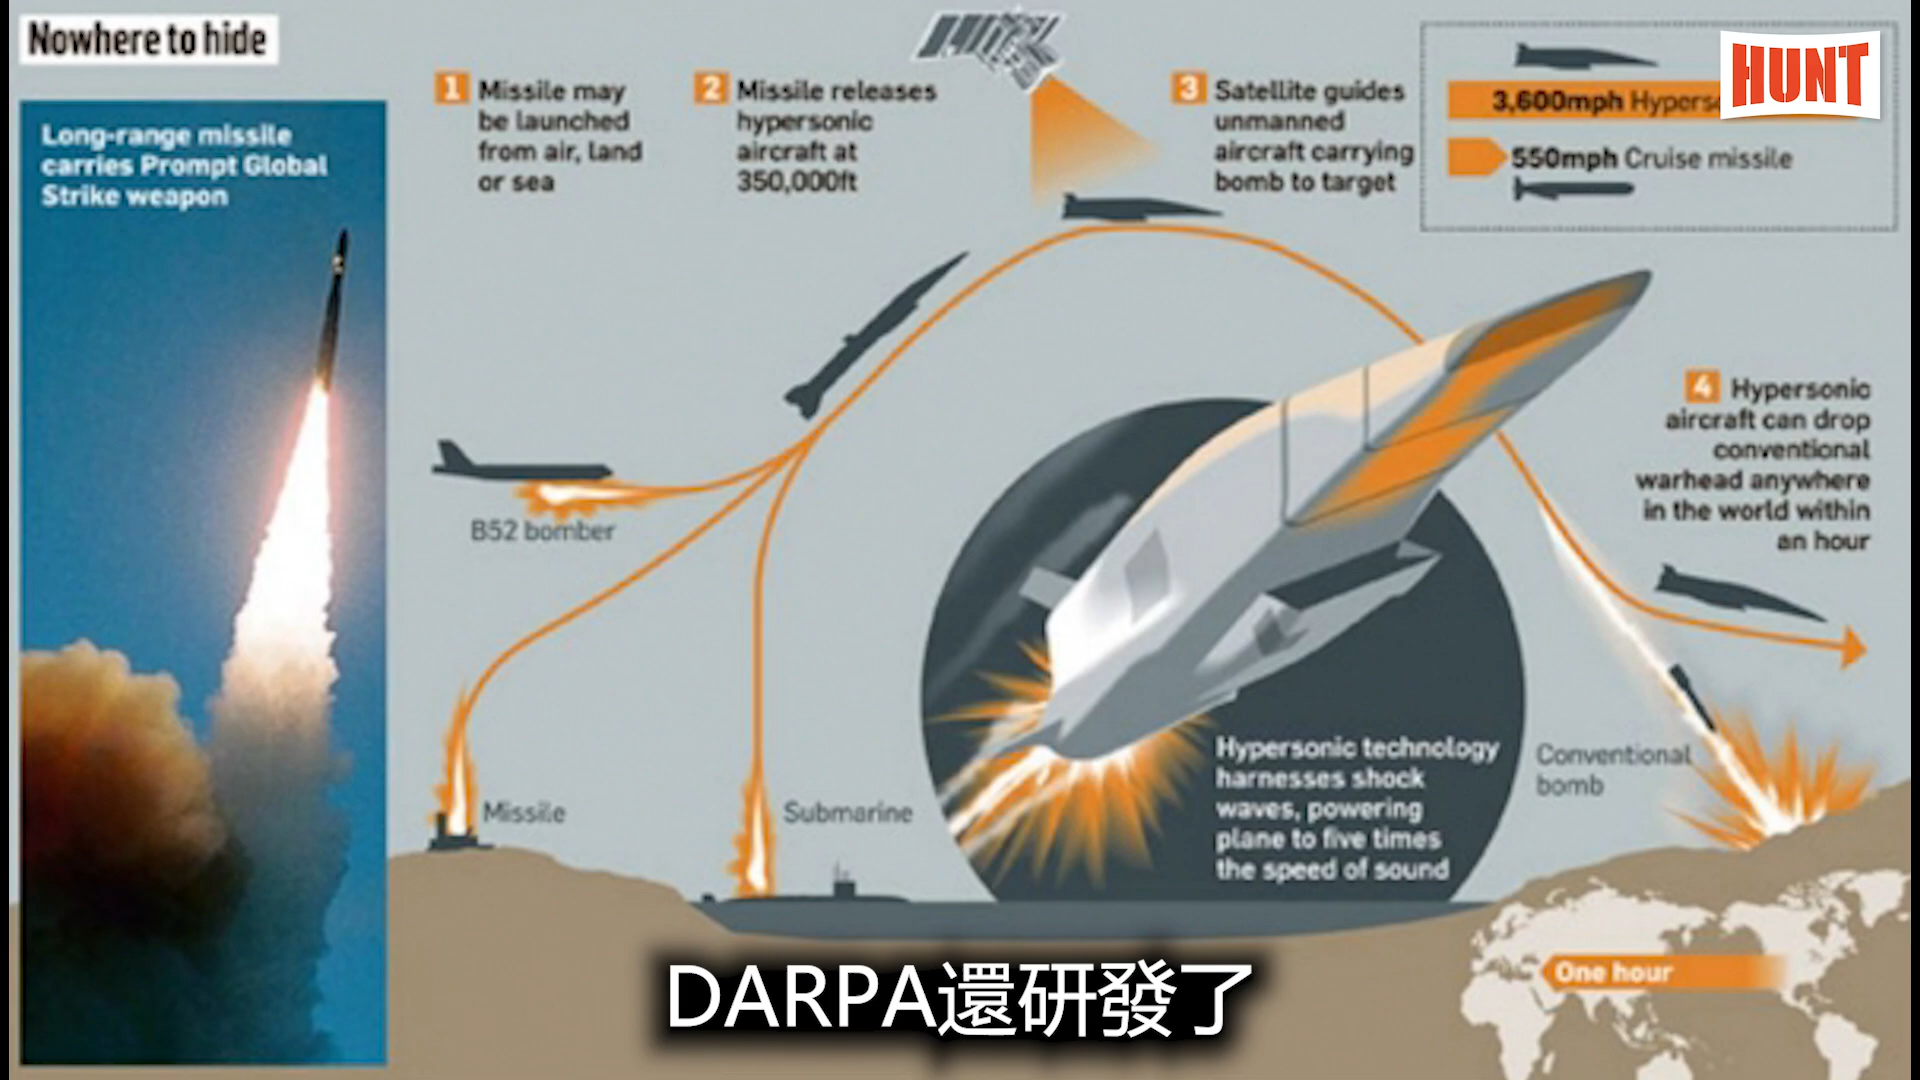 Nowhere to hide
Long-range missile
carries Prompt Global
Strike weapon
1 Missile may
be launched
from air, land
or sea
2 Missile releases
hypersonic
aircraft at
350,000ft
3 Satellite guides
unmanned
aircraft carrying
bomb to target
3,600mph
HUNT
550mph Cruise missile
4 Hypersonic
aircraft can drop
conventional
warhead anywhere
in the world within
an hour
B52 bomber
Missile
Submarine
Hypersonic technology
harnesses shock
waves, powering
plane to five times
the speed of sound
Conventional
bomb
One hour
DARPA還研發了